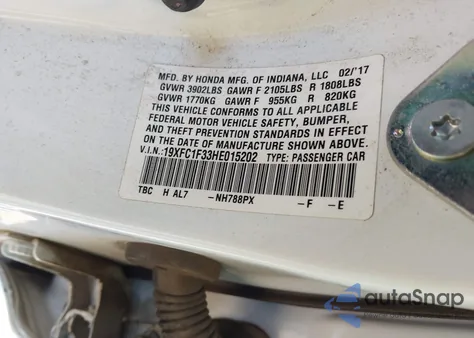 MFD. BY HONDA MFG. OF INDIANA, LLC 02/'17
GVWR 3902LBS GAWR F 2105LBS R 1808LBS
GVWR 1770KG GAWR F 955KG R 820KG
THIS VEHICLE CONFORMS TO ALL APPLICABLE
FEDERAL MOTOR VEHICLE SAFETY, BUMPER,
AND THEFT PREVENTION STANDARDS IN EFFECT
ON THE DATE OF MANUFACTURE SHOWN ABOVE.
V.I.N.: 19XFC1F33HE015202 TYPE: PASSENGER CAR
TBC H AL7 -NH788PX -F -E
autoSnap